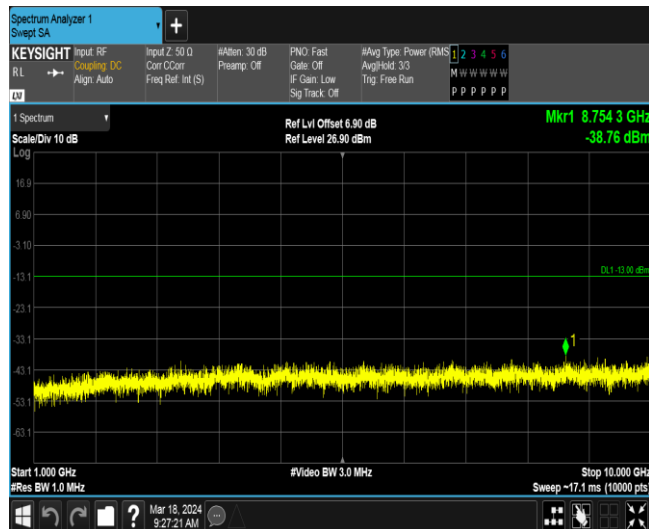 Spectrum Analyzer 1
Swept SA
+
KEYSIGHT
RL
LXI
Input: RF
Coupling: DC
Align: Auto
Input Z: 50 Ω
Corr CCorr
Freq Ref: Int (S)
#Atten: 30 dB
Preamp: Off
PNO: Fast
Gate: Off
IF Gain: Low
Sig Track: Off
#Avg Type: Power (RMS
Avg|Hold: 3/3
Trig: Free Run
1 2 3 4 5 6
M W W W W W
P P P P P P
1 Spectrum
Scale/Div 10 dB
Log
Ref Lvl Offset 6.90 dB
Ref Level 26.90 dBm
Mkr1 8.754 3 GHz
-38.76 dBm
16.9
6.90
-3.10
-13.1
DL1 -13.00 dBm
-23.1
-33.1
1
-43.1
-53.1
-63.1
Start 1.000 GHz
#Res BW 1.0 MHz
#Video BW 3.0 MHz
Stop 10.000 GHz
Sweep ~17.1 ms (10000 pts)
?
Mar 18, 2024
9:27:21 AM